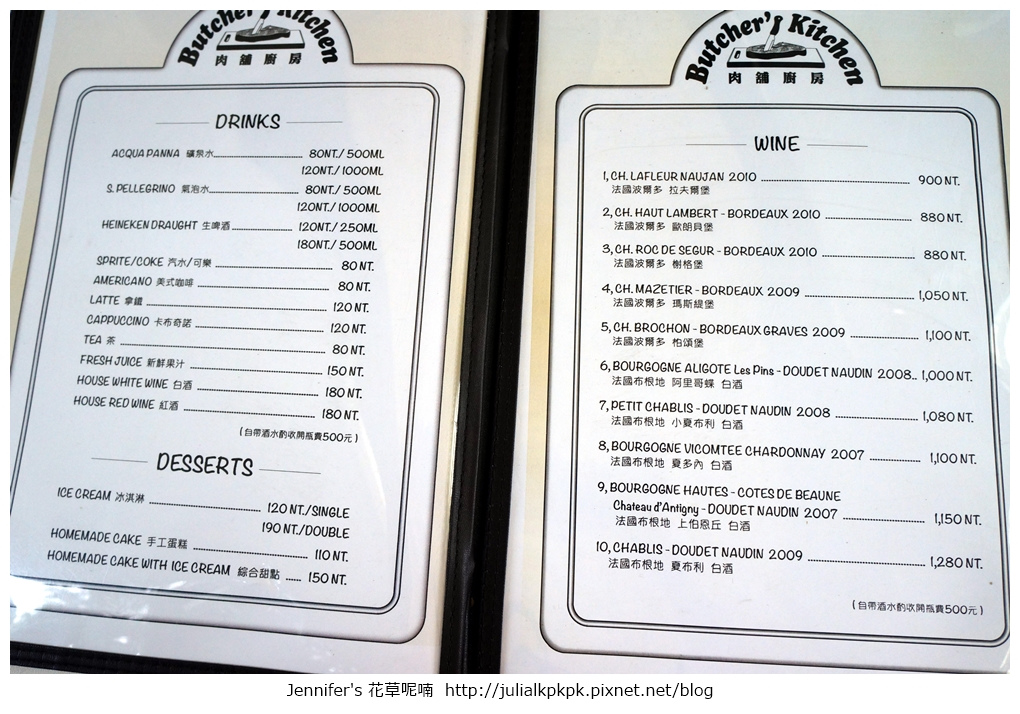 Butcher's Kitchen
肉舖廚房
DRINKS
ACQUA PANNA 礦泉水 80NT./ 500ML
120NT./ 1000ML
S. PELLEGRINO 氣泡水 80NT./ 500ML
120NT./ 1000ML
HEINEKEN DRAUGHT 生啤酒 120NT./ 250ML
180NT./ 500ML
SPRITE/COKE 汽水/可樂 80 NT.
AMERICANO 美式咖啡 80 NT.
LATTE 拿鐵 120 NT.
CAPPUCCINO 卡布奇諾 120 NT.
TEA 茶 80 NT.
FRESH JUICE 新鮮果汁 150 NT.
HOUSE WHITE WINE 白酒 180 NT.
HOUSE RED WINE 紅酒 180 NT.
(自帶酒水酌收開瓶費500元)
DESSERTS
ICE CREAM 冰淇淋 120 NT./SINGLE
190 NT./DOUBLE
HOMEMADE CAKE 手工蛋糕 110 NT.
HOMEMADE CAKE WITH ICE CREAM 綜合甜點 150 NT.
Butcher's Kitchen
肉舖廚房
WINE
1, CH. LAFLEUR NAUJAN 2010 900 NT.
法國波爾多 拉夫爾堡
2, CH. HAUT LAMBERT - BORDEAUX 2010 880 NT.
法國波爾多 歐朗貝堡
3, CH. ROC DE SEGUR - BORDEAUX 2010 880 NT.
法國波爾多 榭格堡
4, CH. MAZETIER - BORDEAUX 2009 1,050 NT.
法國波爾多 瑪斯緹堡
5, CH. BROCHON - BORDEAUX GRAVES 2009 1,100 NT.
法國波爾多 柏頌堡
6, BOURGOGNE ALIGOTE Les Pins - DOUDET NAUDIN 2008.. 1,000 NT.
法國布根地 阿里哥蝶 白酒
7, PETIT CHABLIS - DOUDET NAUDIN 2008 1,080 NT.
法國布根地 小夏布利 白酒
8, BOURGOGNE VICOMTEE CHARDONNAY 2007 1,100 NT.
法國布根地 夏多內 白酒
9, BOURGOGNE HAUTES - COTES DE BEAUNE
Chateau d'Antigny - DOUDET NAUDIN 2007 1,150 NT.
法國布根地 上伯恩丘 白酒
10, CHABLIS - DOUDET NAUDIN 2009 1,280 NT.
法國布根地 夏布利 白酒
(自帶酒水酌收開瓶費500元)
Jennifer's 花草呢喃 http://julialkpkpk.pixnet.net/blog